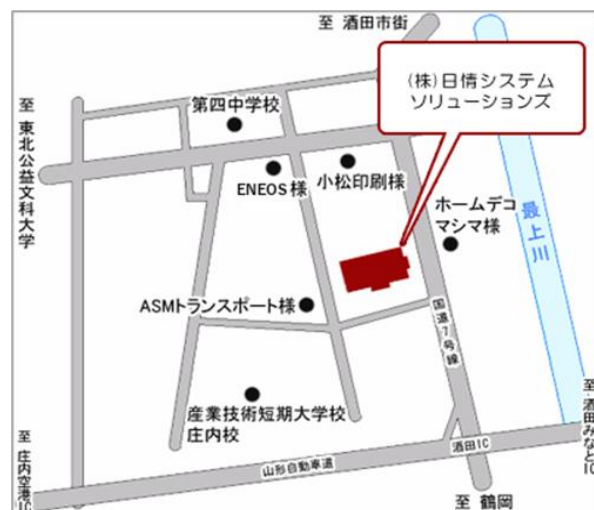 至 酒田市街
(株)日情システム
ソリューションズ
至 東北公益文科大学
第四中学校
ENEOS様
小松印刷様
ホームデコ
マシマ様
最上川
ASMトランスポート様
国道7号線
産業技術短期大学校
庄内校
至 庄内空港IC
山形自動車道
酒田IC
至 酒田みなとIC
至 鶴岡